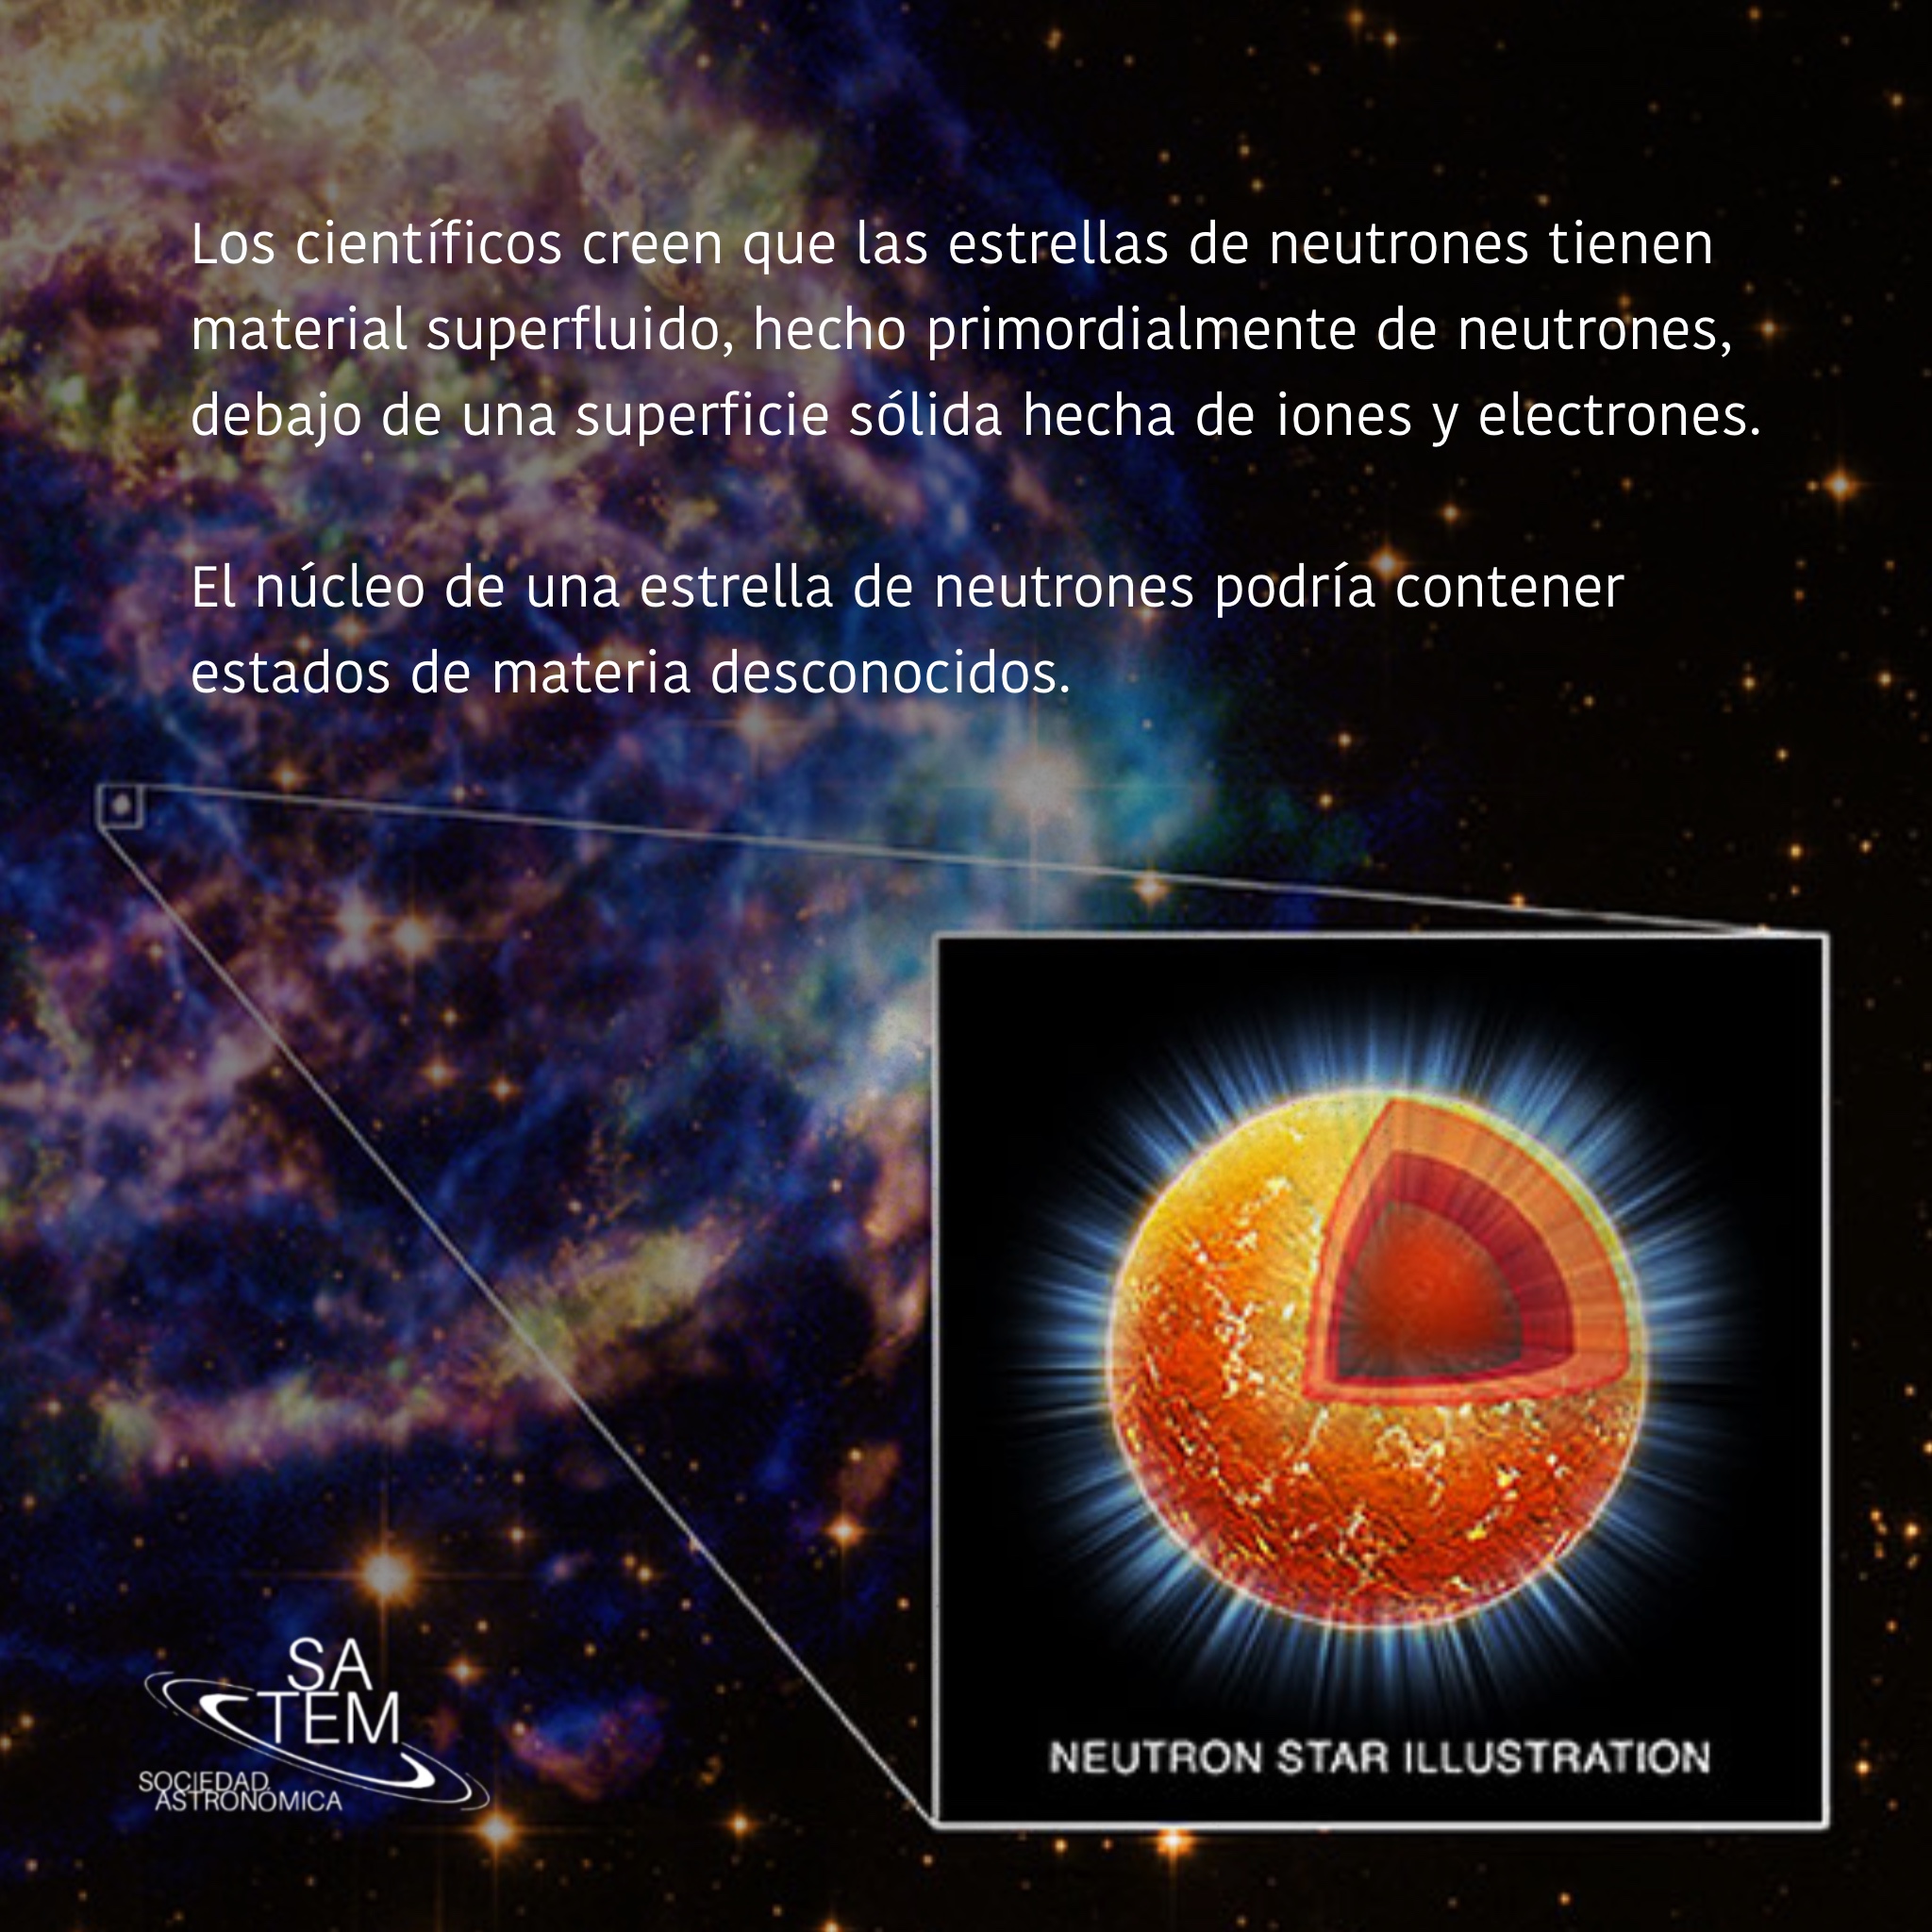 Los científicos creen que las estrellas de neutrones tienen
material superfluido, hecho primordialmente de neutrones,
debajo de una superficie sólida hecha de iones y electrones.
El núcleo de una estrella de neutrones podría contener
estados de materia desconocidos.
NEUTRON STAR ILLUSTRATION
SA
TEM
SOCIEDAD
ASTRONÓMICA